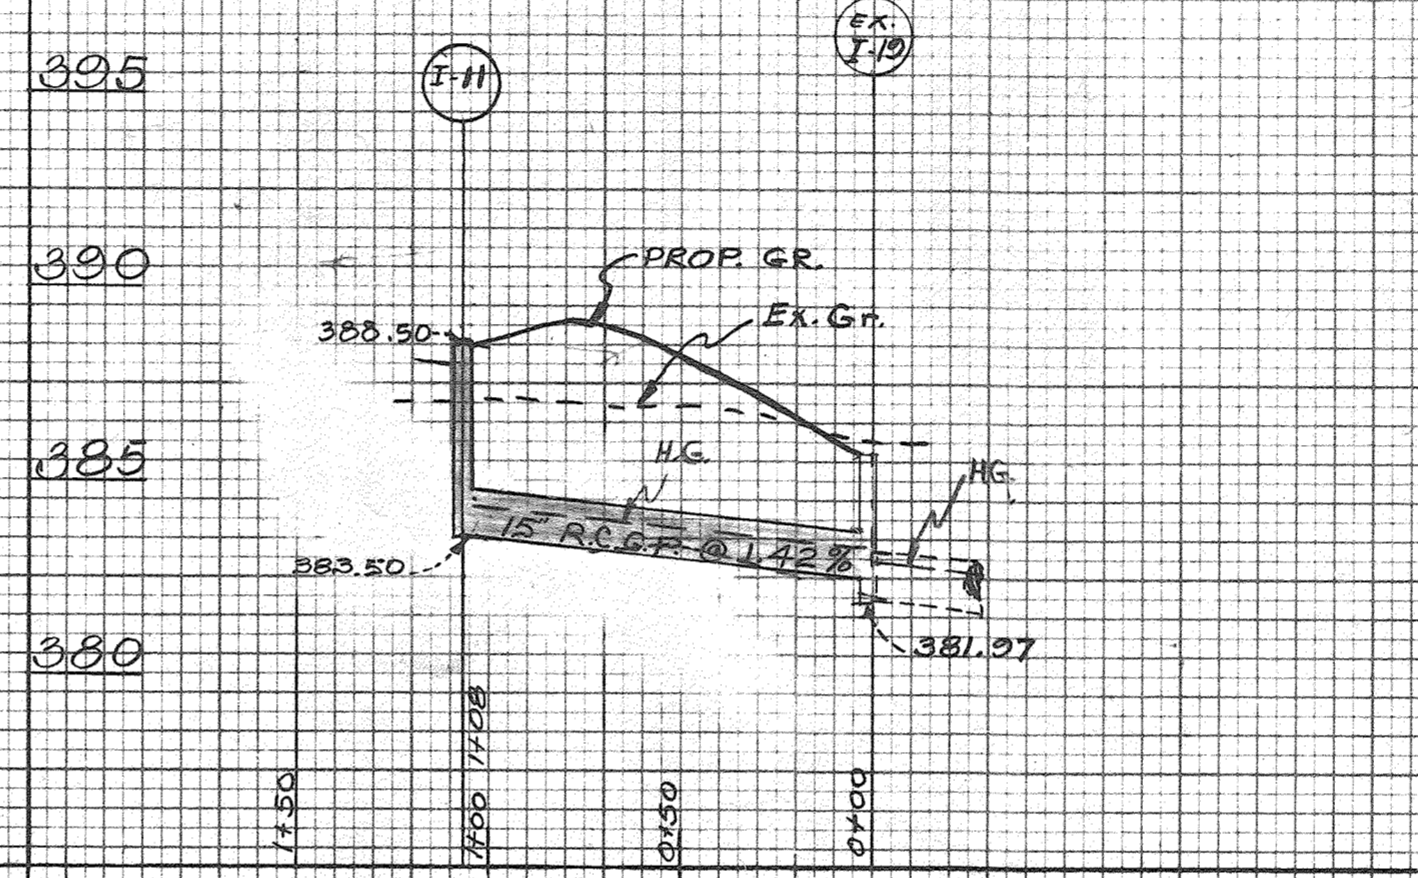 EX.
I-19
395
I-11
390
PROP. GR.
388.50
Ex. Gr.
385
H.G.
HG.
15" R.C.C.P. @ 1.42%
383.50
380
381.97
1+50
1+00 1+08
0+50
0+00